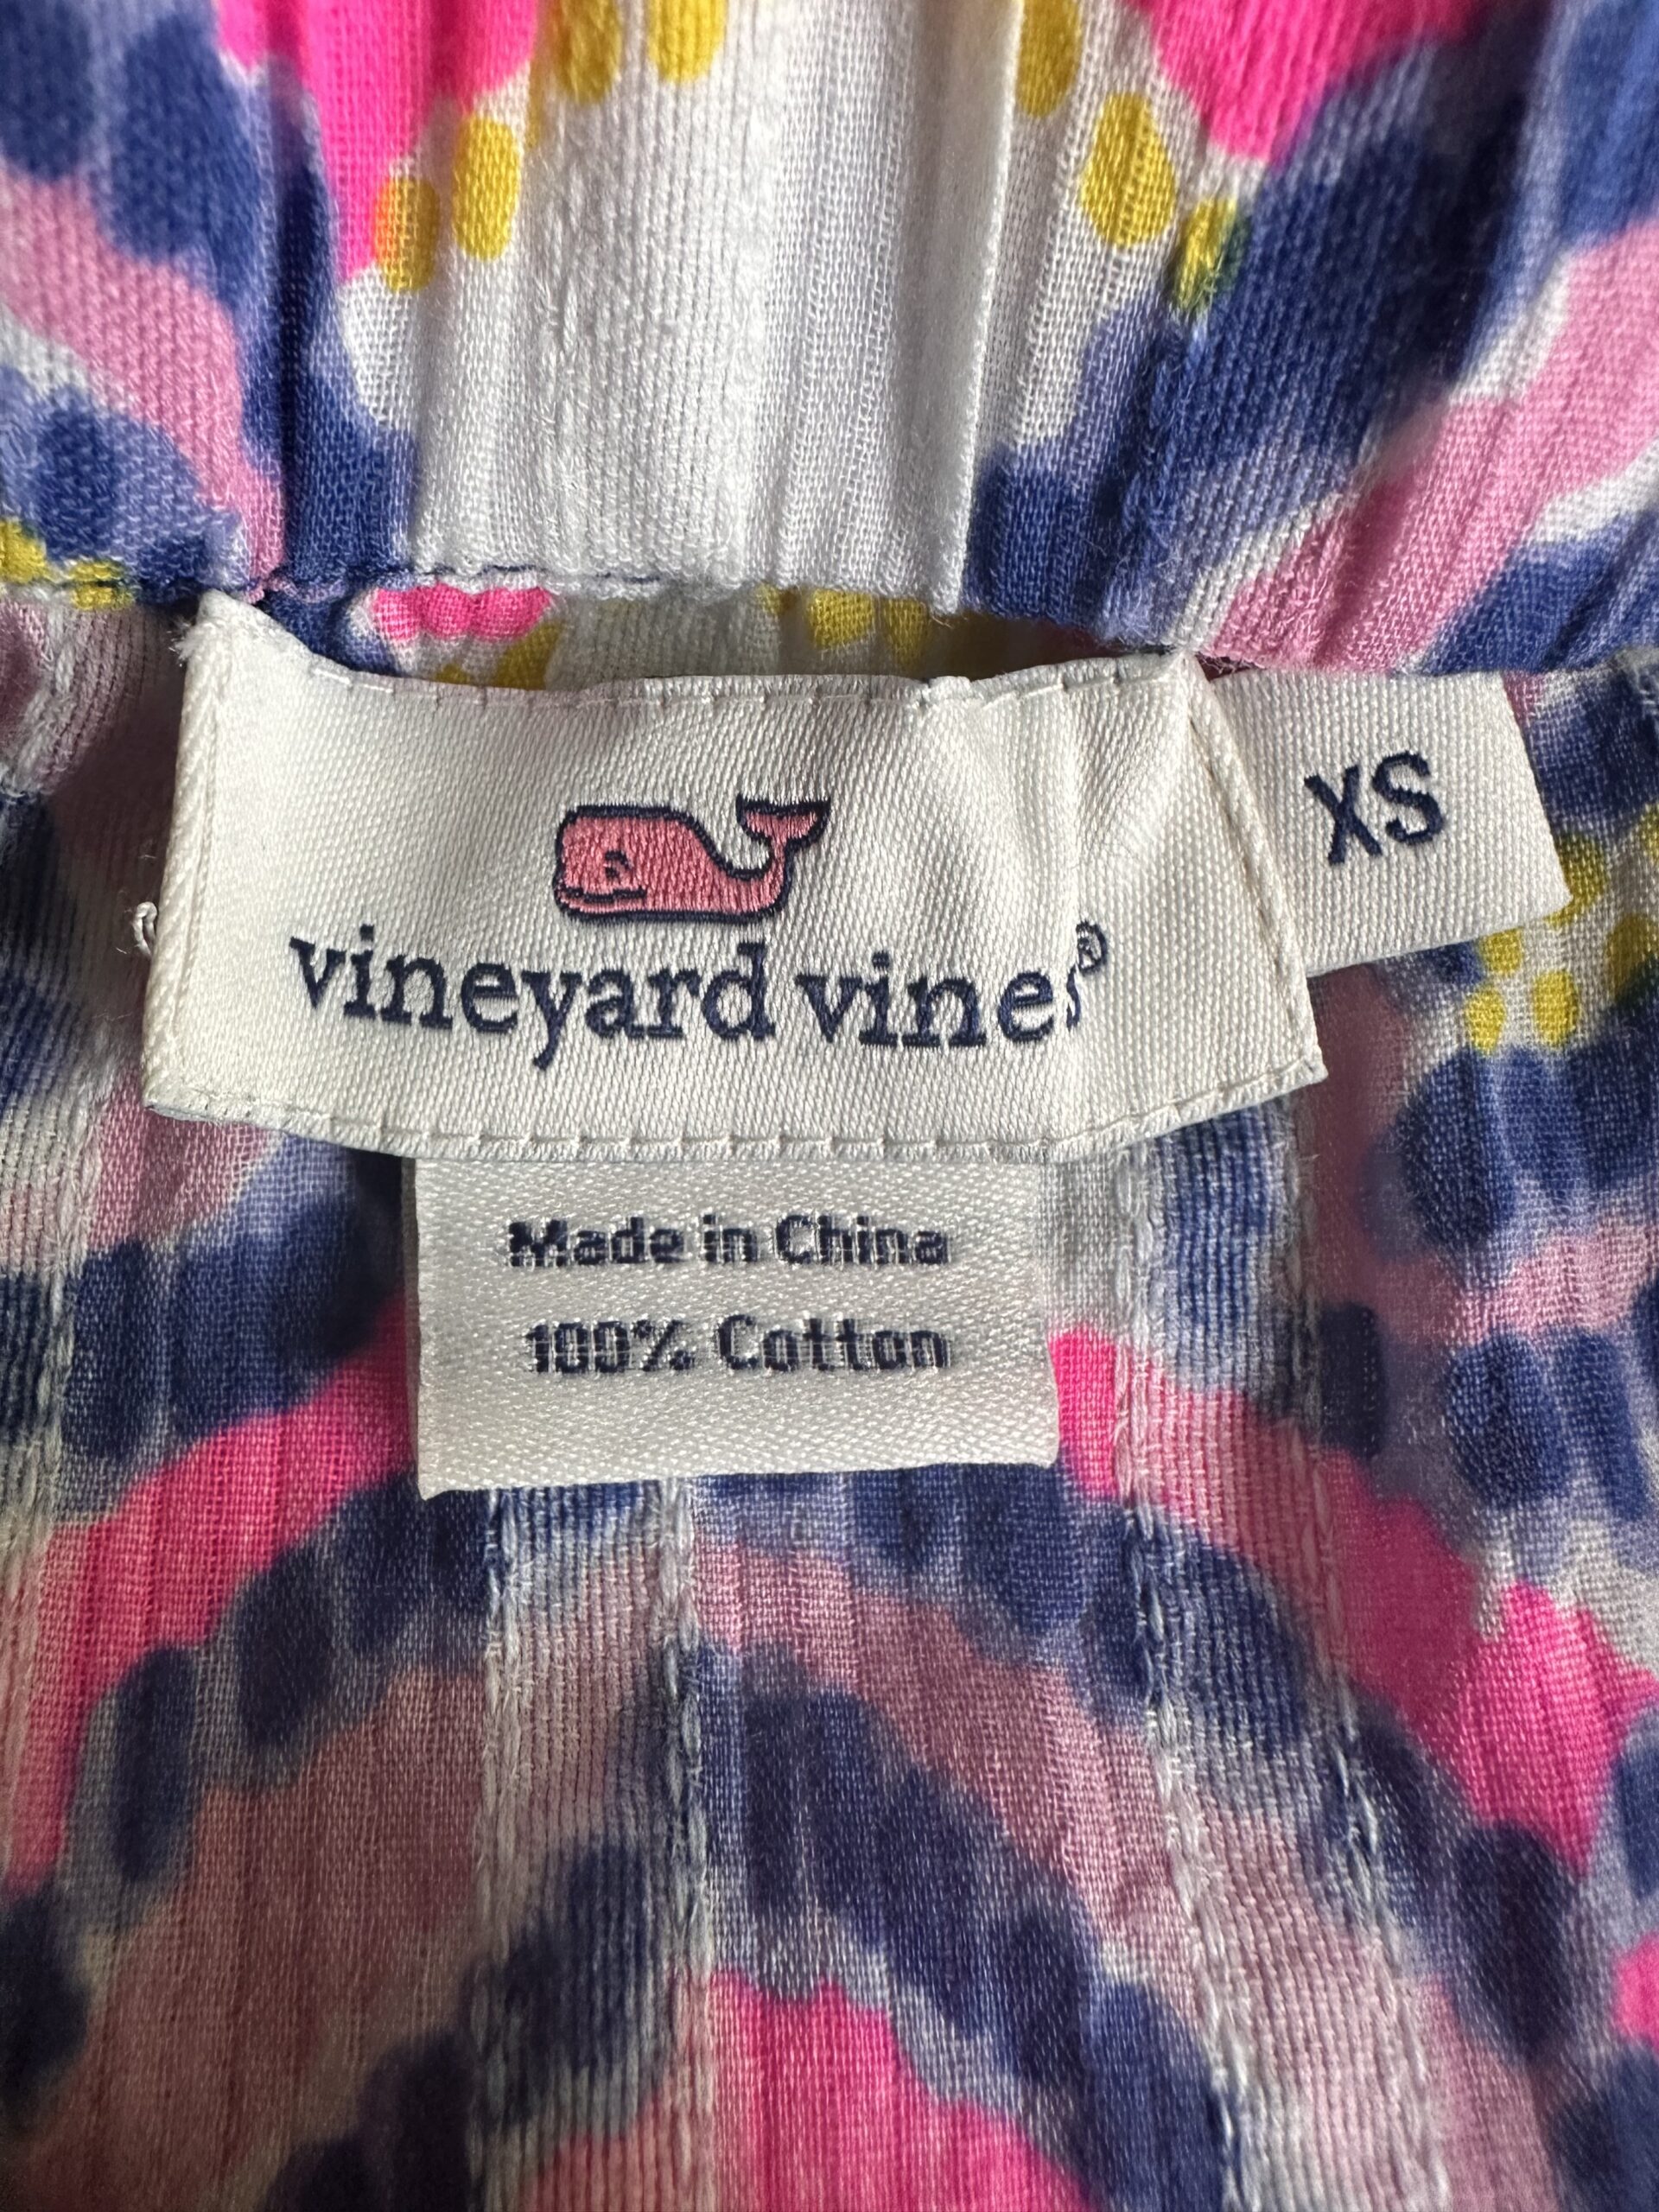 vineyard vines®
XS
Made in China
100% Cotton